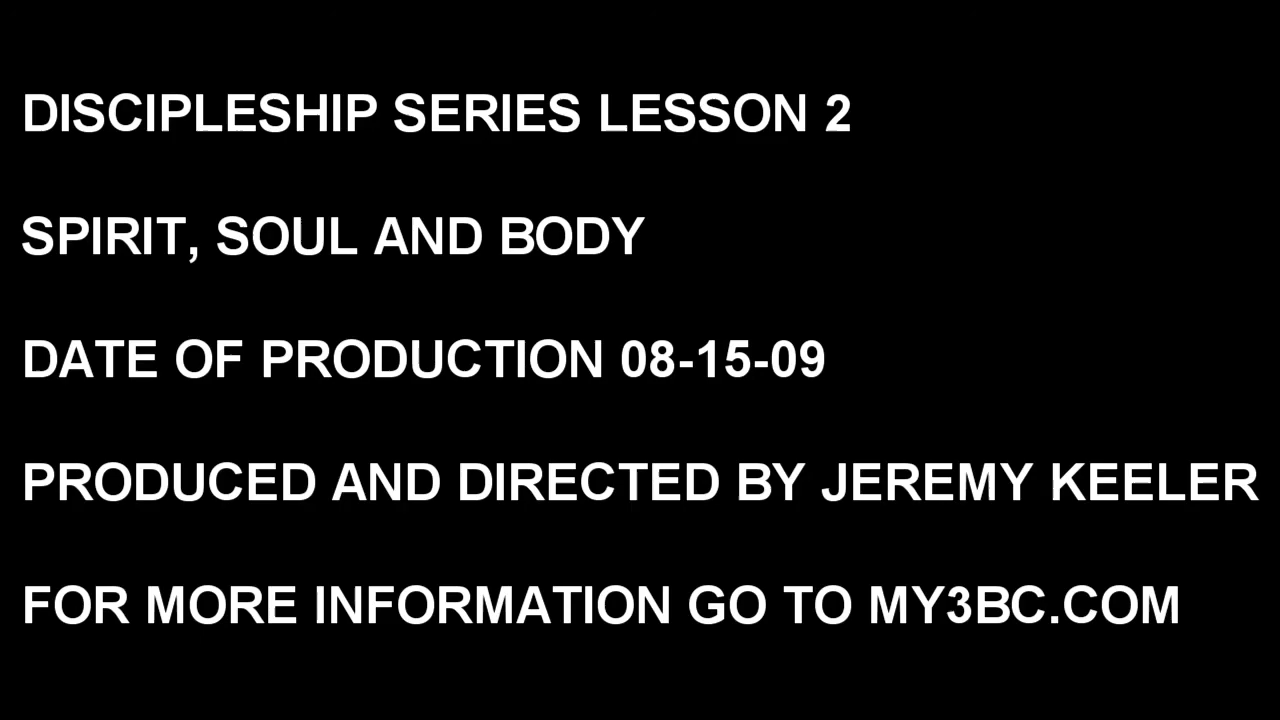 DISCIPLESHIP SERIES LESSON 2
SPIRIT, SOUL AND BODY
DATE OF PRODUCTION 08-15-09
PRODUCED AND DIRECTED BY JEREMY KEELER
FOR MORE INFORMATION GO TO MY3BC.COM